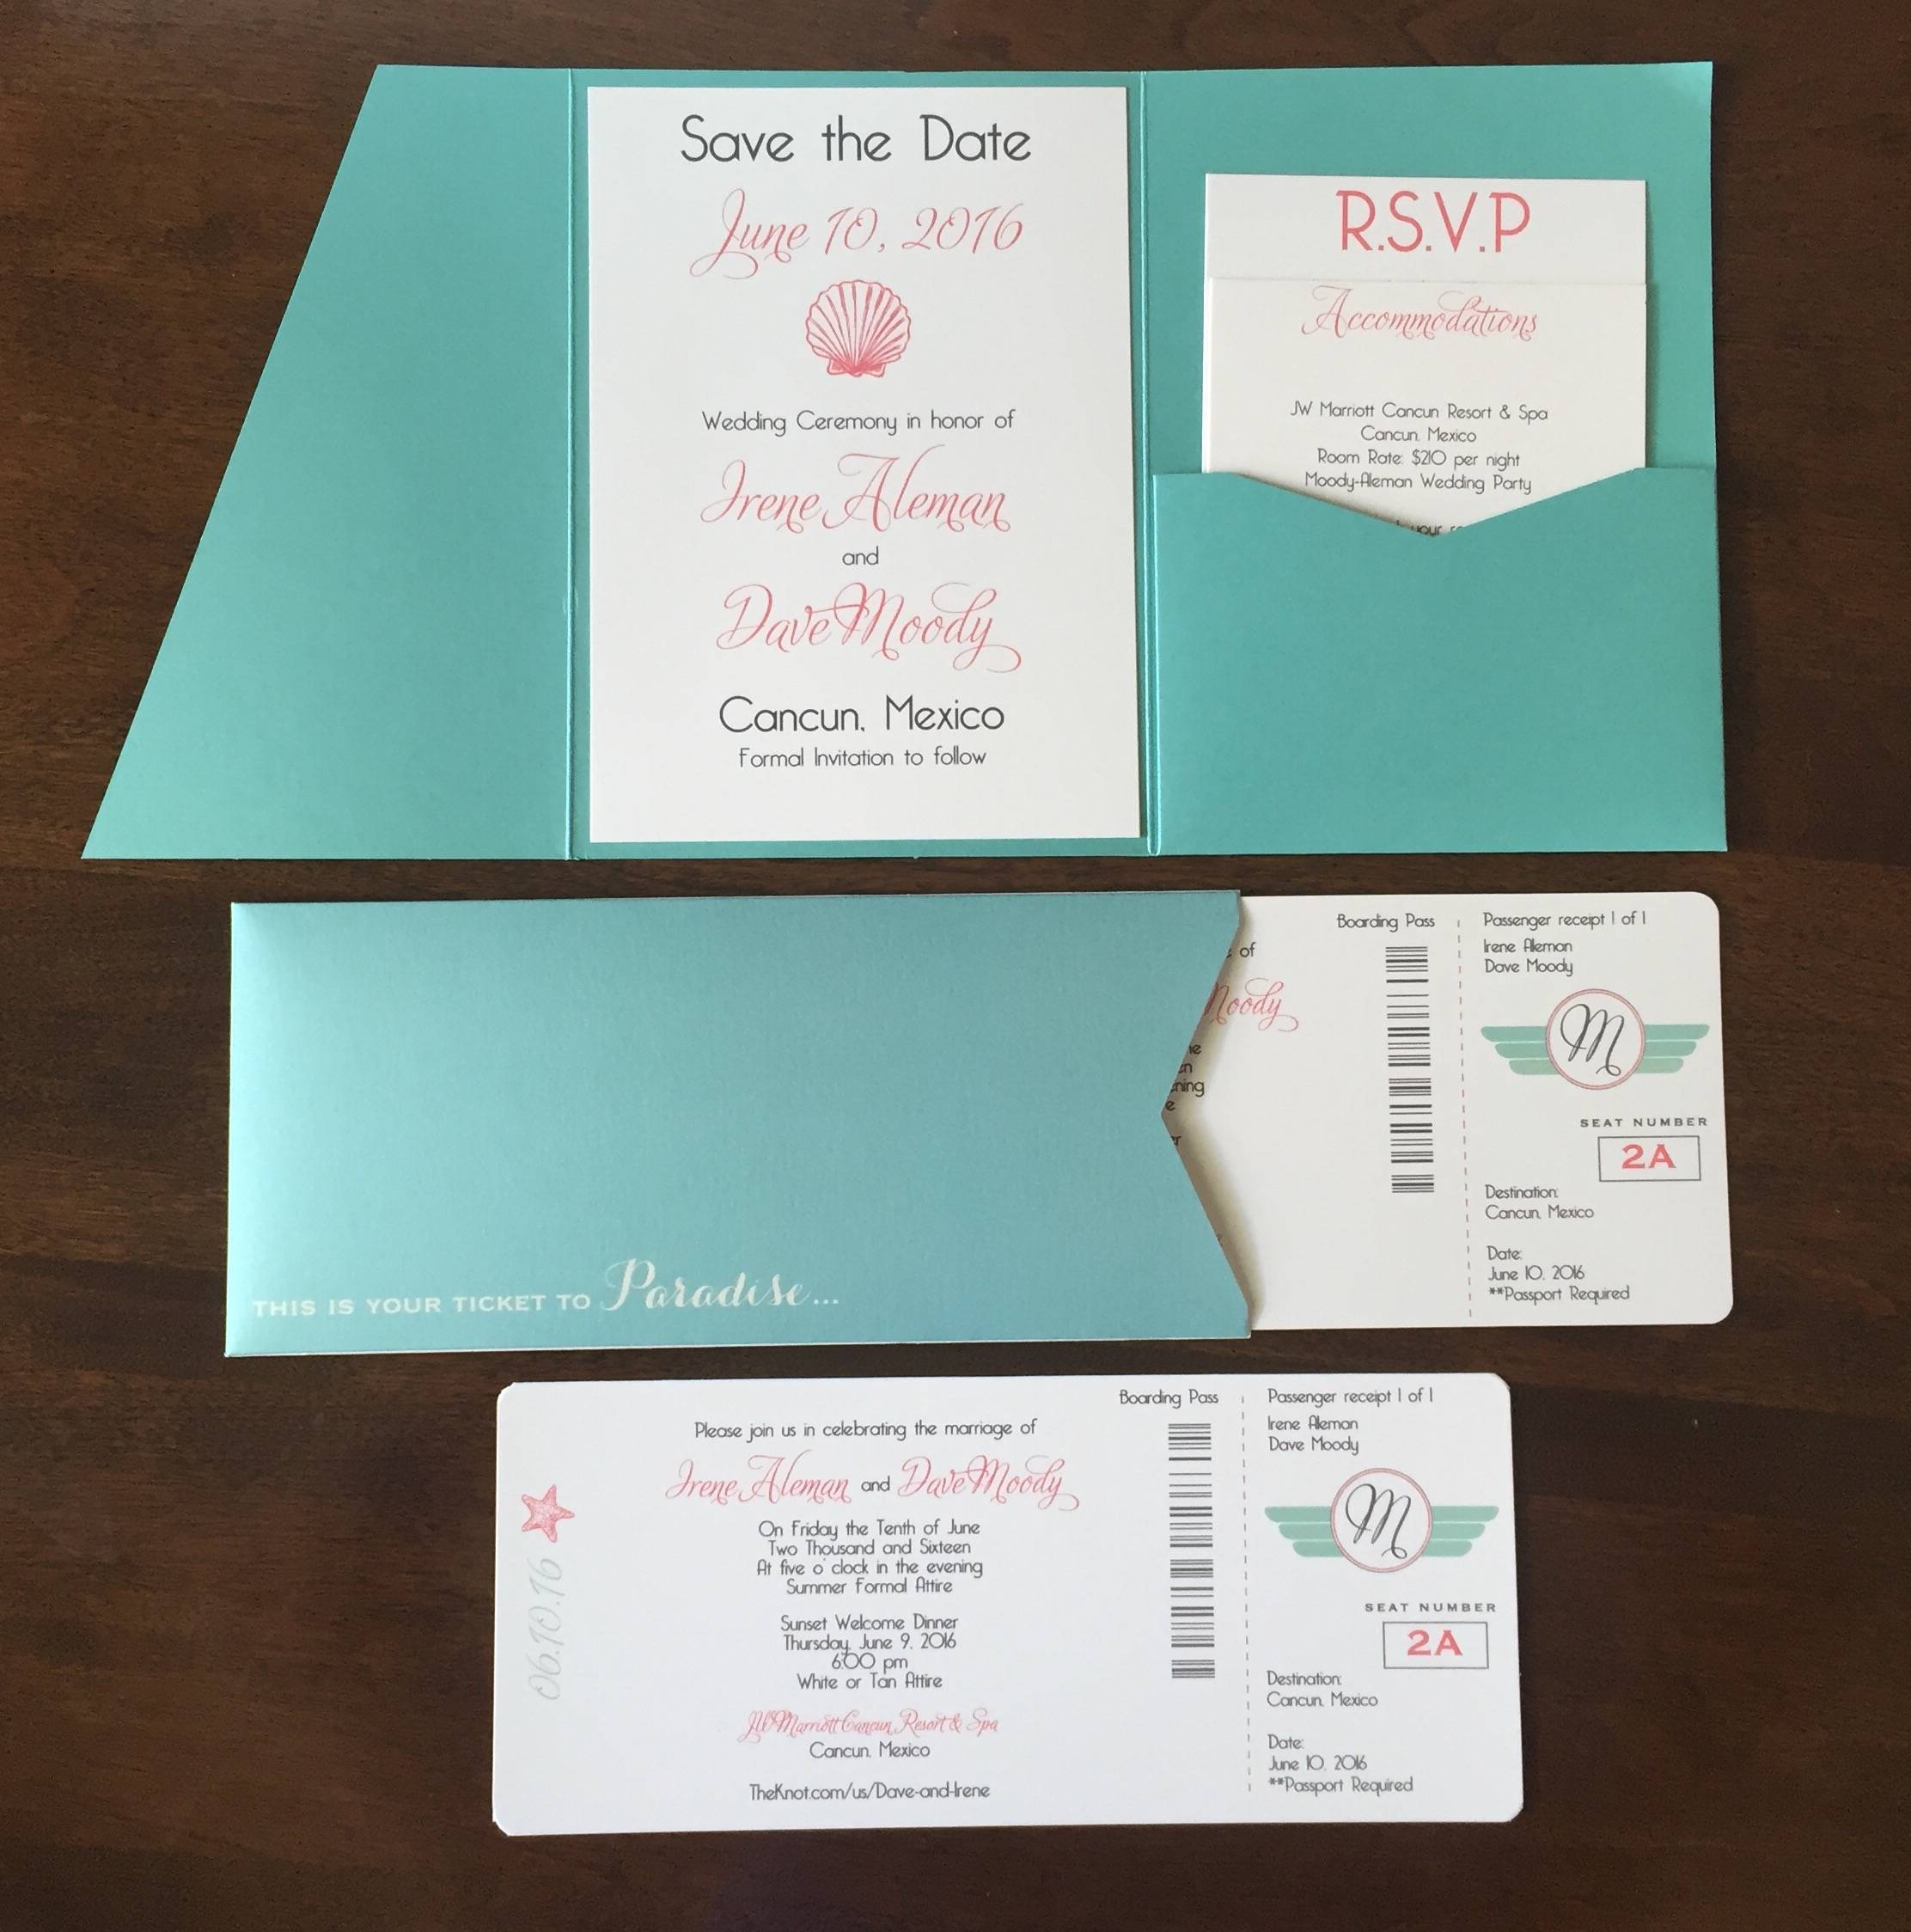 Save the Date
June 10, 2016
Wedding Ceremony in honor of
Irene Aleman
and
Dave Moody
Cancun, Mexico
Formal Invitation to follow
R.S.V.P
Accommodations
JW Marriott Cancun Resort & Spa
Cancun, Mexico
Room Rate: $210 per night
Moody-Aleman Wedding Party
your
THIS IS YOUR TICKET TO Paradise...
of
Moody
Boarding Pass
Passenger receipt 1 of 1
Irene Aleman
Dave Moody
M
SEAT NUMBER
2A
Destination:
Cancun, Mexico
Date:
June 10, 2016
**Passport Required
06.10.16
Please join us in celebrating the marriage of
Irene Aleman and Dave Moody
On Friday the Tenth of June
Two Thousand and Sixteen
At five o' clock in the evening
Summer Formal Attire
Sunset Welcome Dinner
Thursday, June 9, 2016
6:00 pm
White or Tan Attire
JW Marriott Cancun Resort & Spa
Cancun, Mexico
TheKnot.com/us/Dave-and-Irene
Boarding Pass
Passenger receipt 1 of 1
Irene Aleman
Dave Moody
M
SEAT NUMBER
2A
Destination:
Cancun, Mexico
Date:
June 10, 2016
**Passport Required